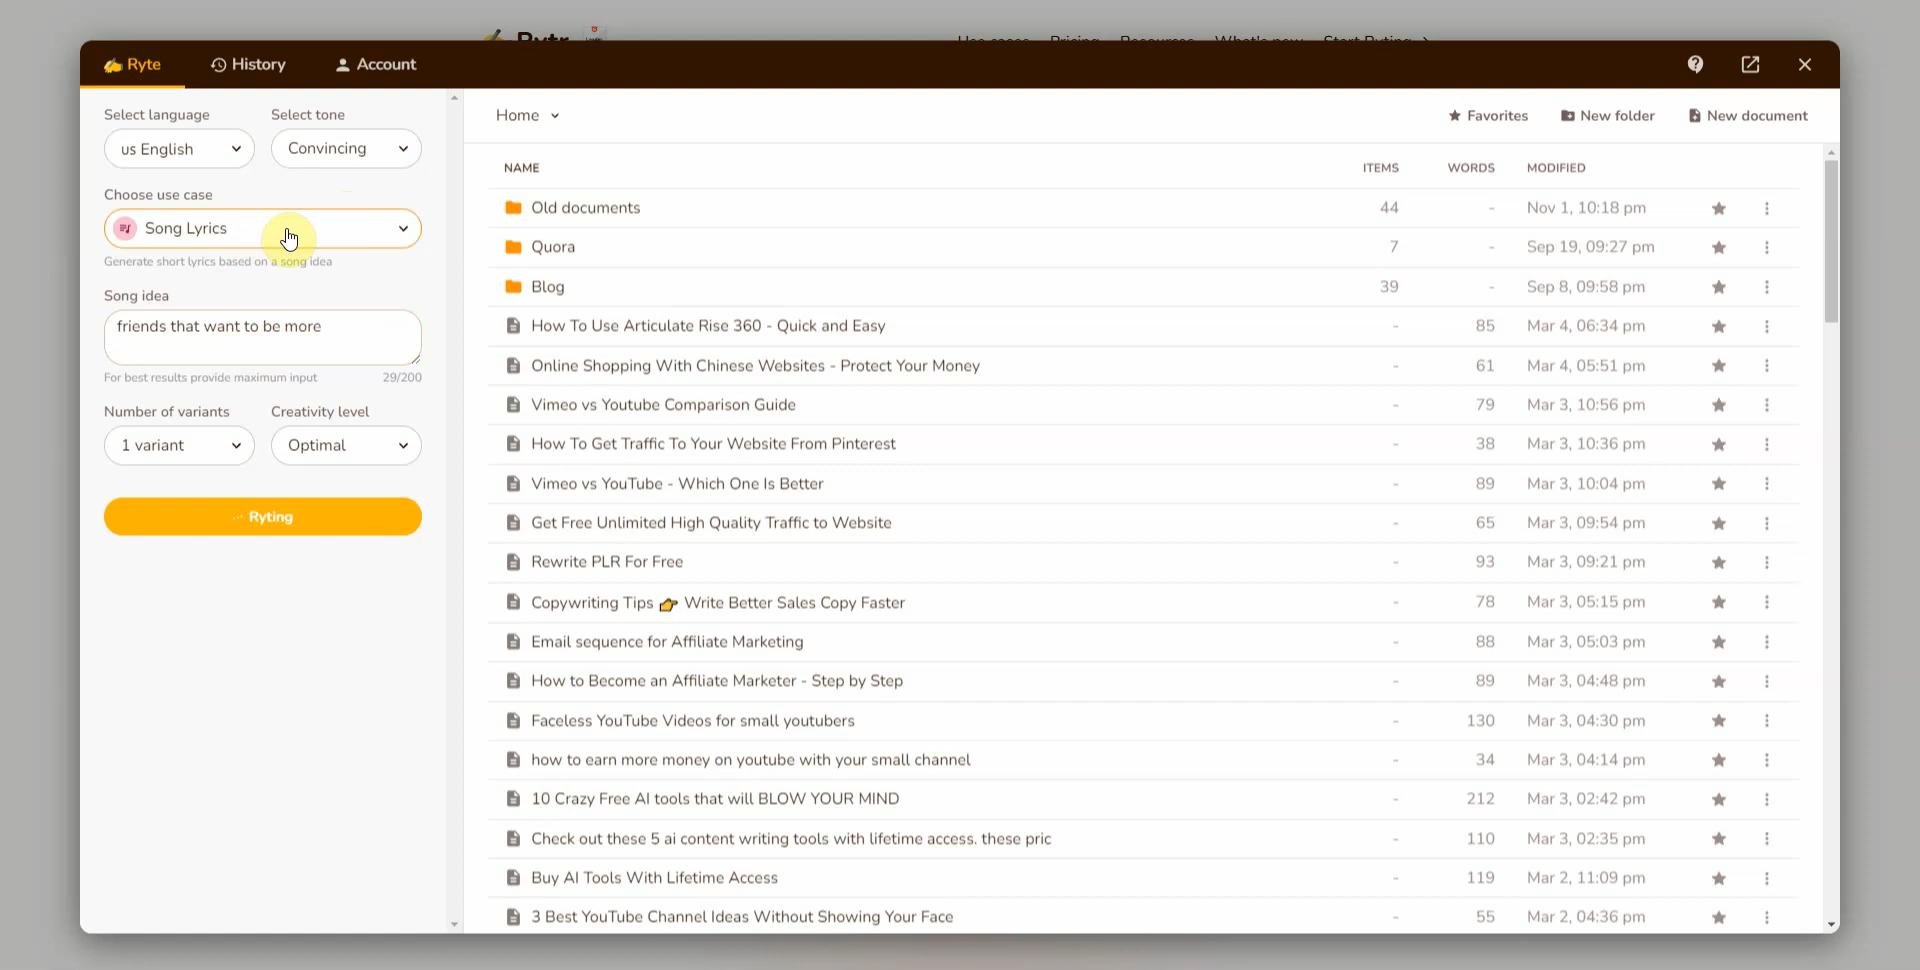 Rytr
Use cases Pricing Resources What's new Start Ryting
Ryte History Account
Select language Select tone
us English Convincing
Choose use case
Song Lyrics
Generate short lyrics based on a song idea
Song idea
friends that want to be more
For best results provide maximum input 29/200
Number of variants Creativity level
1 variant Optimal
Ryting
Home Favorites New folder New document
NAME ITEMS WORDS MODIFIED
Old documents 44 - Nov 1, 10:18 pm
Quora 7 - Sep 19, 09:27 pm
Blog 39 - Sep 8, 09:58 pm
How To Use Articulate Rise 360 - Quick and Easy - 85 Mar 4, 06:34 pm
Online Shopping With Chinese Websites - Protect Your Money - 61 Mar 4, 05:51 pm
Vimeo vs Youtube Comparison Guide - 79 Mar 3, 10:56 pm
How To Get Traffic To Your Website From Pinterest - 38 Mar 3, 10:36 pm
Vimeo vs YouTube - Which One Is Better - 89 Mar 3, 10:04 pm
Get Free Unlimited High Quality Traffic to Website - 65 Mar 3, 09:54 pm
Rewrite PLR For Free - 93 Mar 3, 09:21 pm
Copywriting Tips 👉 Write Better Sales Copy Faster - 78 Mar 3, 05:15 pm
Email sequence for Affiliate Marketing - 88 Mar 3, 05:03 pm
How to Become an Affiliate Marketer - Step by Step - 89 Mar 3, 04:48 pm
Faceless YouTube Videos for small youtubers - 130 Mar 3, 04:30 pm
how to earn more money on youtube with your small channel - 34 Mar 3, 04:14 pm
10 Crazy Free AI tools that will BLOW YOUR MIND - 212 Mar 3, 02:42 pm
Check out these 5 ai content writing tools with lifetime access. these pric - 110 Mar 3, 02:35 pm
Buy AI Tools With Lifetime Access - 119 Mar 2, 11:09 pm
3 Best YouTube Channel Ideas Without Showing Your Face - 55 Mar 2, 04:36 pm